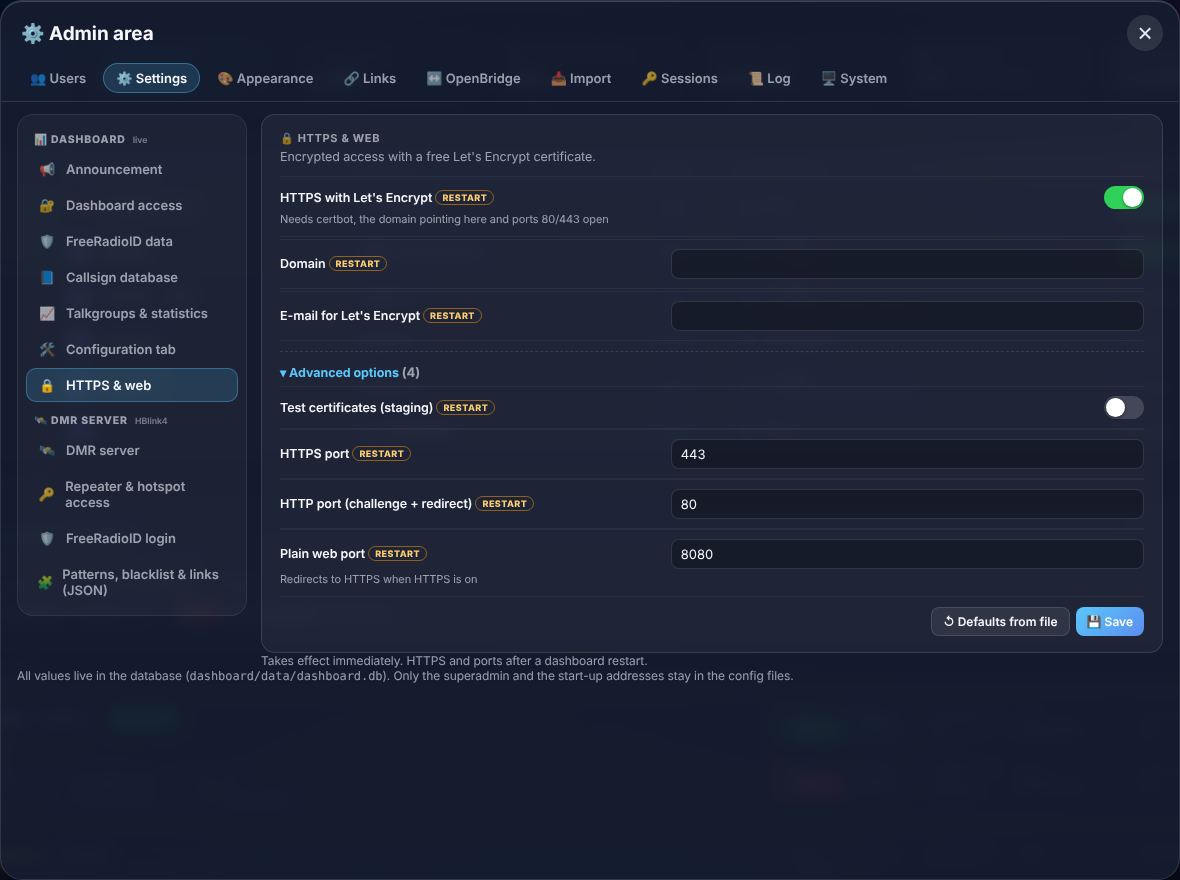 ⚙️ Admin area
✕
👥 Users ⚙️ Settings 🎨 Appearance 🔗 Links ↔️ OpenBridge 📥 Import 🔑 Sessions 📜 Log 🖥️ System
📊 DASHBOARD live
📢 Announcement
🔐 Dashboard access
🛡️ FreeRadioID data
📘 Callsign database
📈 Talkgroups & statistics
🛠️ Configuration tab
🔒 HTTPS & web
🛰️ DMR SERVER HBlink4
🛰️ DMR server
🔑 Repeater & hotspot
access
🛡️ FreeRadioID login
🧩 Patterns, blacklist & links
(JSON)
🔒 HTTPS & WEB
Encrypted access with a free Let's Encrypt certificate.
HTTPS with Let's Encrypt RESTART
Needs certbot, the domain pointing here and ports 80/443 open
Domain RESTART
E-mail for Let's Encrypt RESTART
▾ Advanced options (4)
Test certificates (staging) RESTART
HTTPS port RESTART 443
HTTP port (challenge + redirect) RESTART 80
Plain web port RESTART 8080
Redirects to HTTPS when HTTPS is on
↺ Defaults from file 💾 Save
Takes effect immediately. HTTPS and ports after a dashboard restart.
All values live in the database (dashboard/data/dashboard.db). Only the superadmin and the start-up addresses stay in the config files.